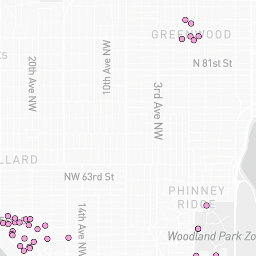 GREENWOOD
N 81st St
20th Ave NW
10th Ave NW
3rd Ave NW
LLARD
NW 63rd St
PHINNEY
RIDGE
14th Ave NW
Woodland Park Zo